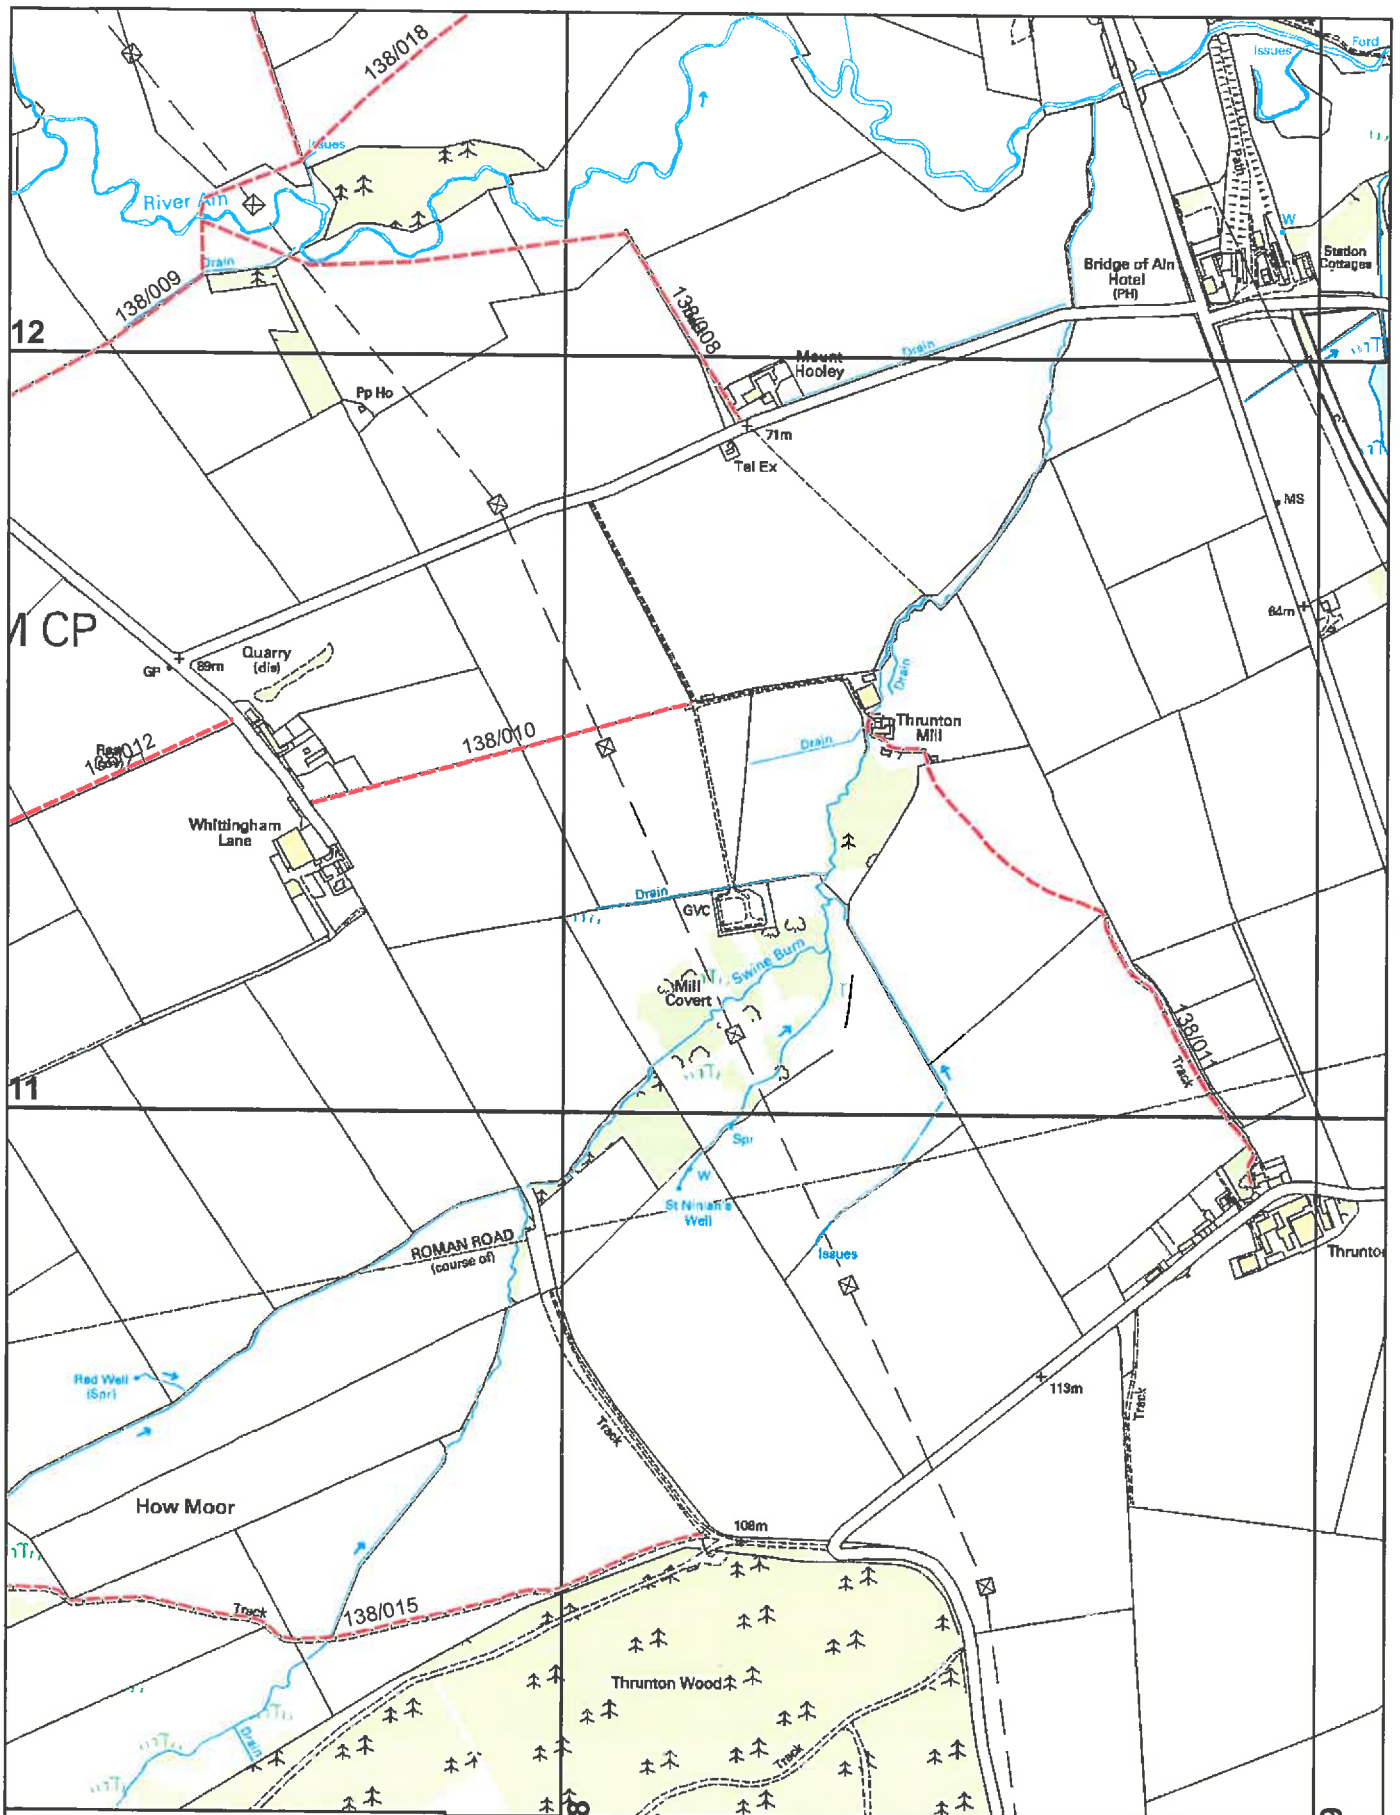 138/018
Issues
Ford
Issues
Path
River Aln
W
Station
Cottages
Drain
Bridge of Aln
Hotel
(PH)
138/009
138/008
12
Drain
Mount
Hooley
Pp Ho
71m
Tel Ex
MS
64m
M CP
Quarry
(dis)
GP
89m
Drain
Thrunton
Mill
138/010
Drain
Whittingham
Lane
Drain
GVC
Swine Burn
Mill
Covert
138/011
Track
11
Spr
W
St Ninian's
Well
ROMAN ROAD
(course of)
Issues
Thrunton
Red Well
(Spr)
113m
Track
Track
How Moor
108m
Track
138/015
Thrunton Wood
Drain
Track